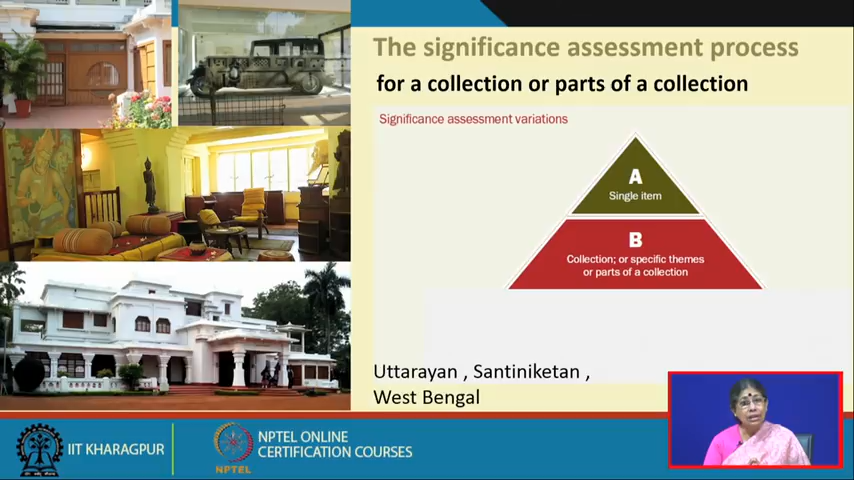 The significance assessment process
for a collection or parts of a collection
Significance assessment variations
A
Single item
B
Collection; or specific themes
or parts of a collection
Uttarayan , Santiniketan ,
West Bengal
IIT KHARAGPUR
NPTEL
NPTEL ONLINE
CERTIFICATION COURSES